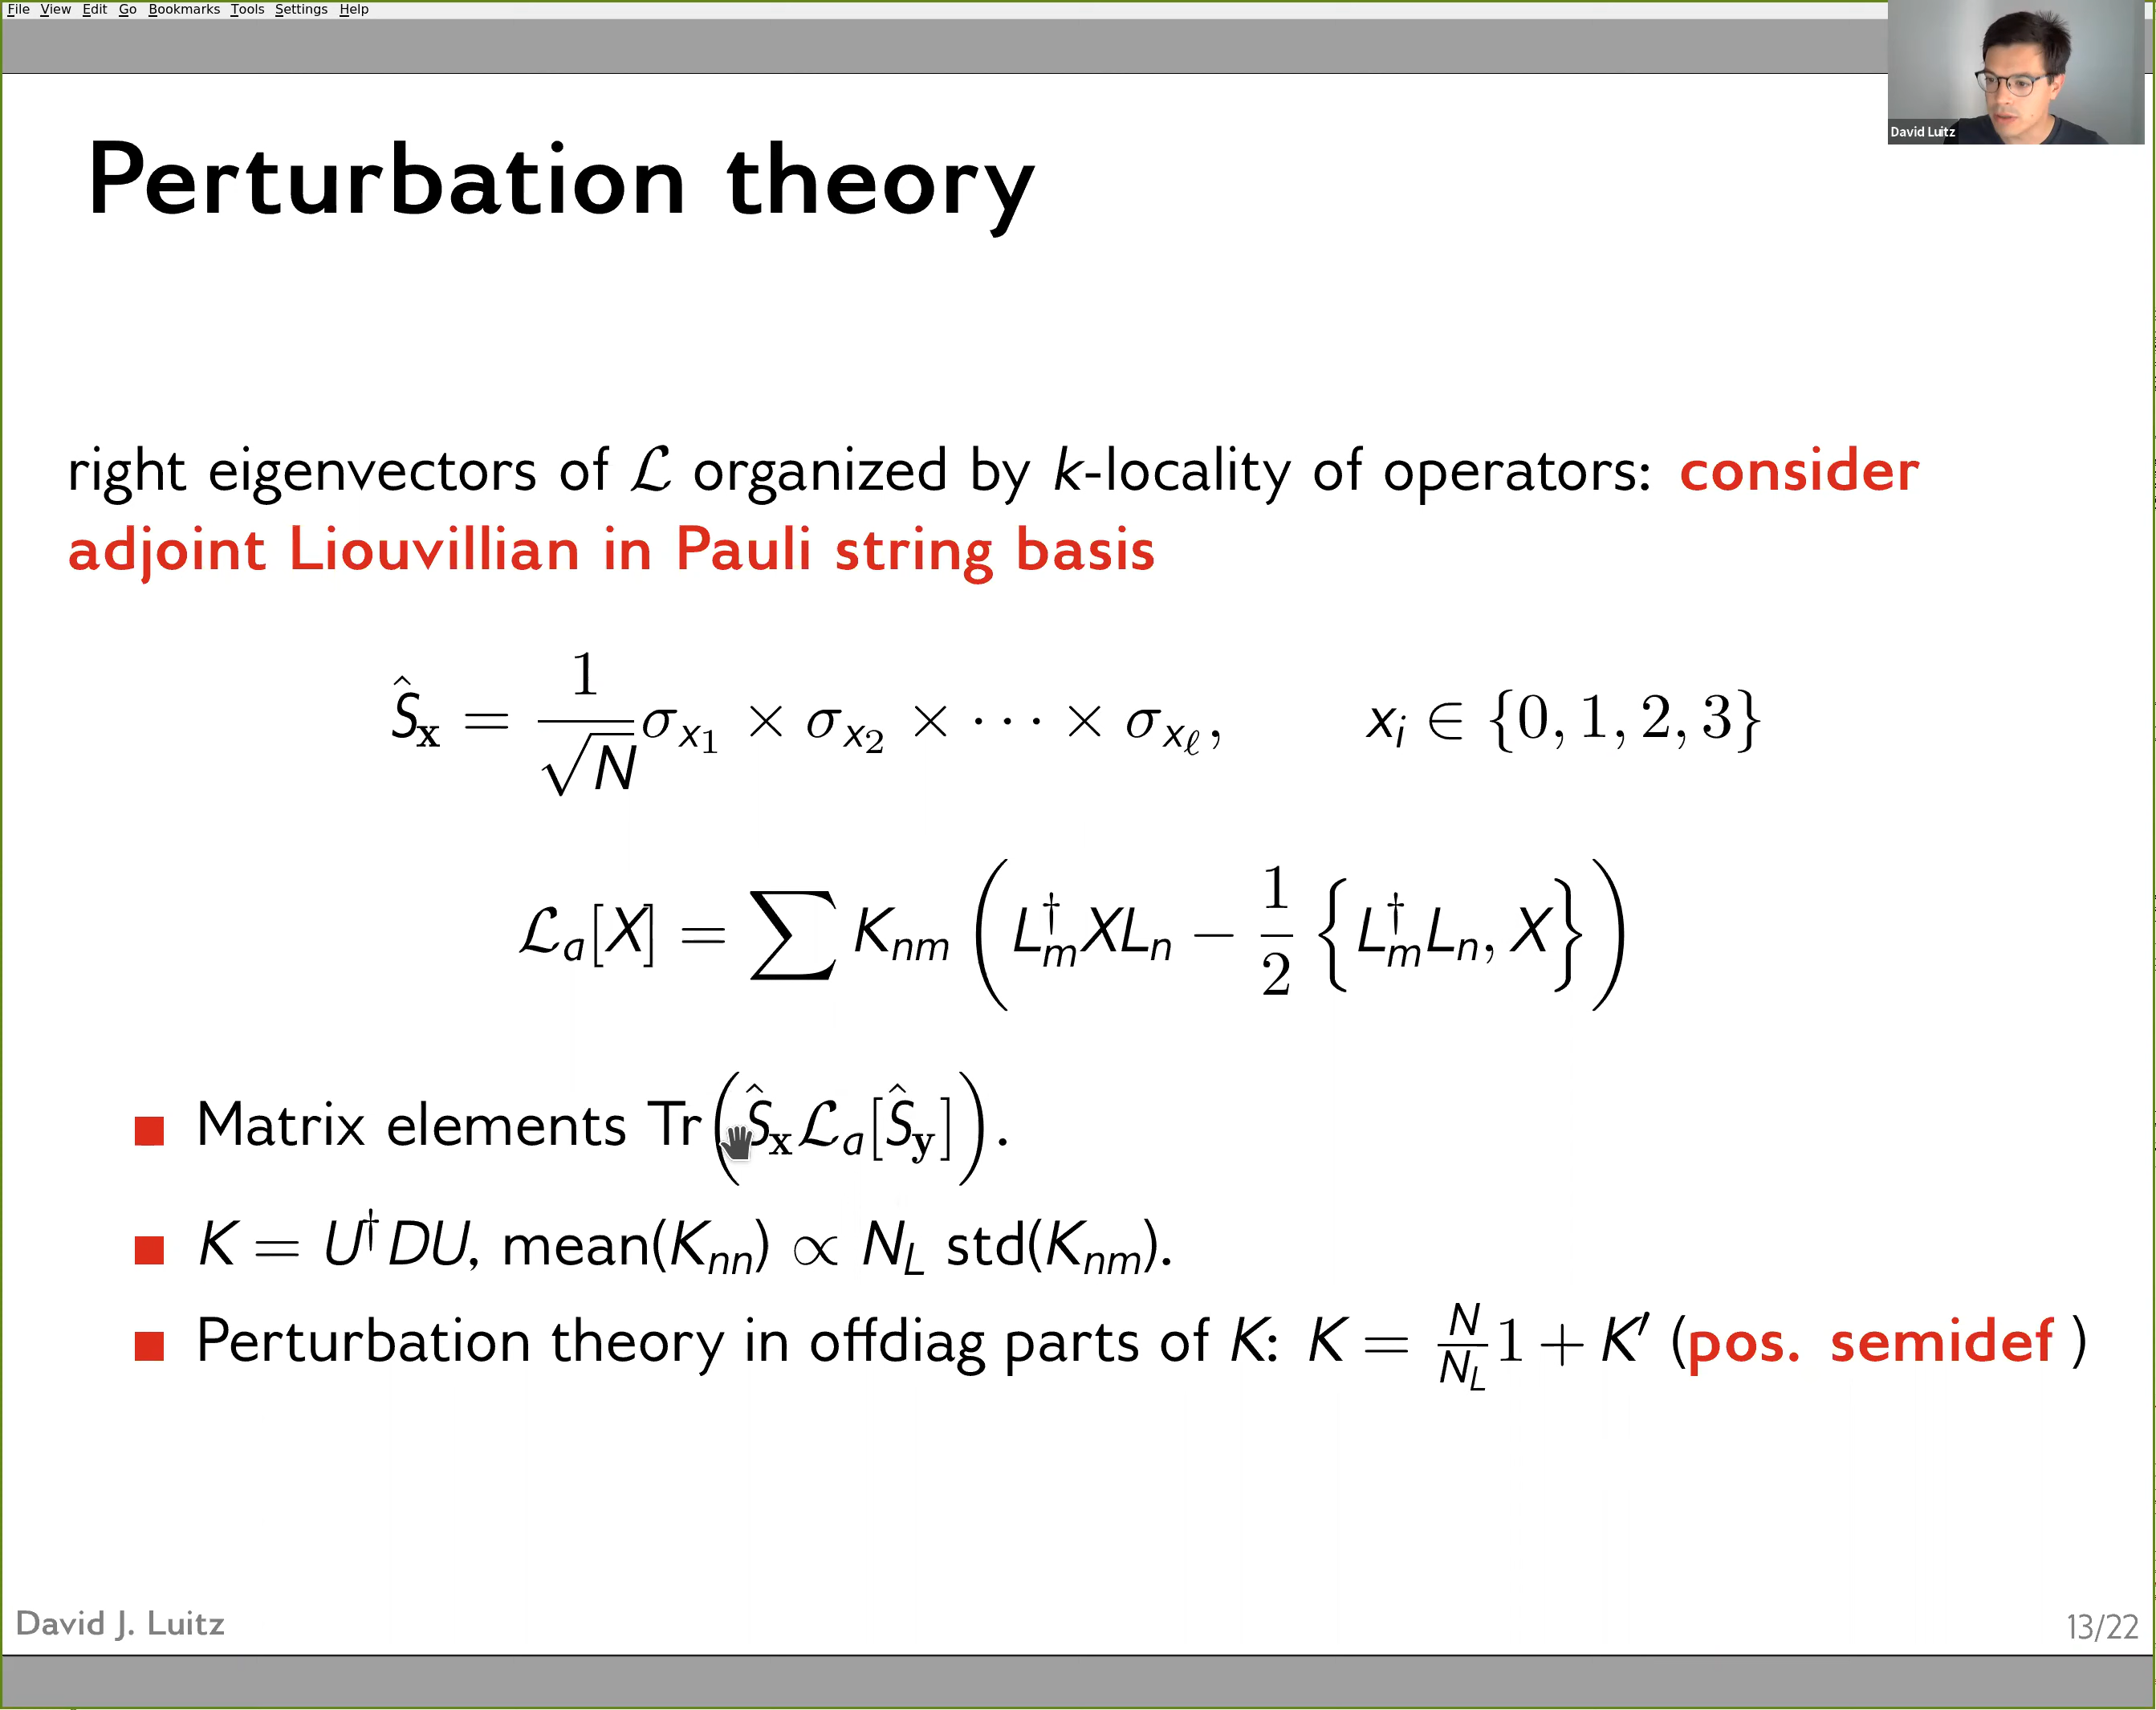 File View Edit Go Bookmarks Tools Settings Help
David Luitz
Perturbation theory
right eigenvectors of ℒ organized by k-locality of operators: consider
adjoint Liouvillian in Pauli string basis
Ŝ_𝐱 = 1/√N σ_{x_1} × σ_{x_2} × ⋯ × σ_{x_ℓ}, x_i ∈ {0, 1, 2, 3}
ℒ_a[X] = ∑ K_{nm} (L_m^† X L_n − 1/2 {L_m^† L_n, X})
Matrix elements Tr(Ŝ_𝐱 ℒ_a[Ŝ_𝐲]).
K = U^†DU, mean(K_{nn}) ∝ N_L std(K_{nm}).
Perturbation theory in offdiag parts of K: K = N/N_L 1 + K′ (pos. semidef )
David J. Luitz
13/22